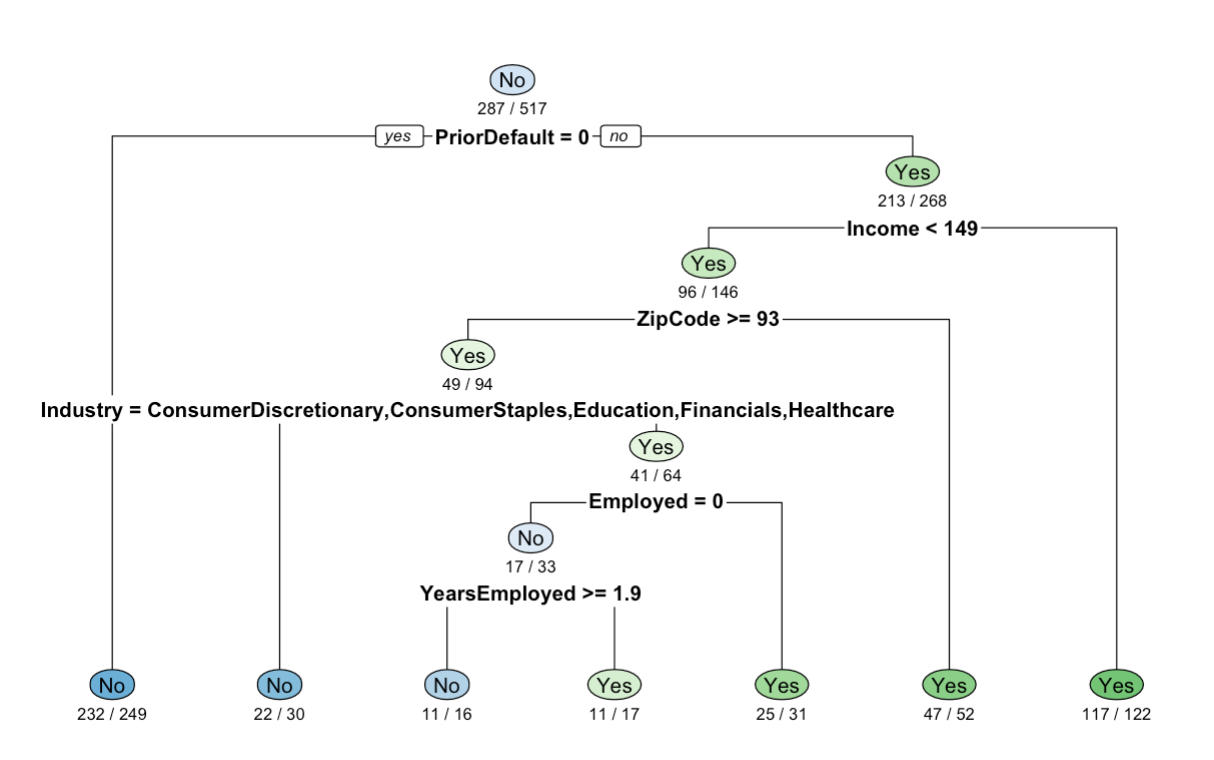 No
287 / 517
yes PriorDefault = 0 no
Yes
213 / 268
Income < 149
Yes
96 / 146
ZipCode >= 93
Yes
49 / 94
Industry = ConsumerDiscretionary,ConsumerStaples,Education,Financials,Healthcare
Yes
41 / 64
Employed = 0
No
17 / 33
YearsEmployed >= 1.9
No No No Yes Yes Yes Yes
232 / 249 22 / 30 11 / 16 11 / 17 25 / 31 47 / 52 117 / 122